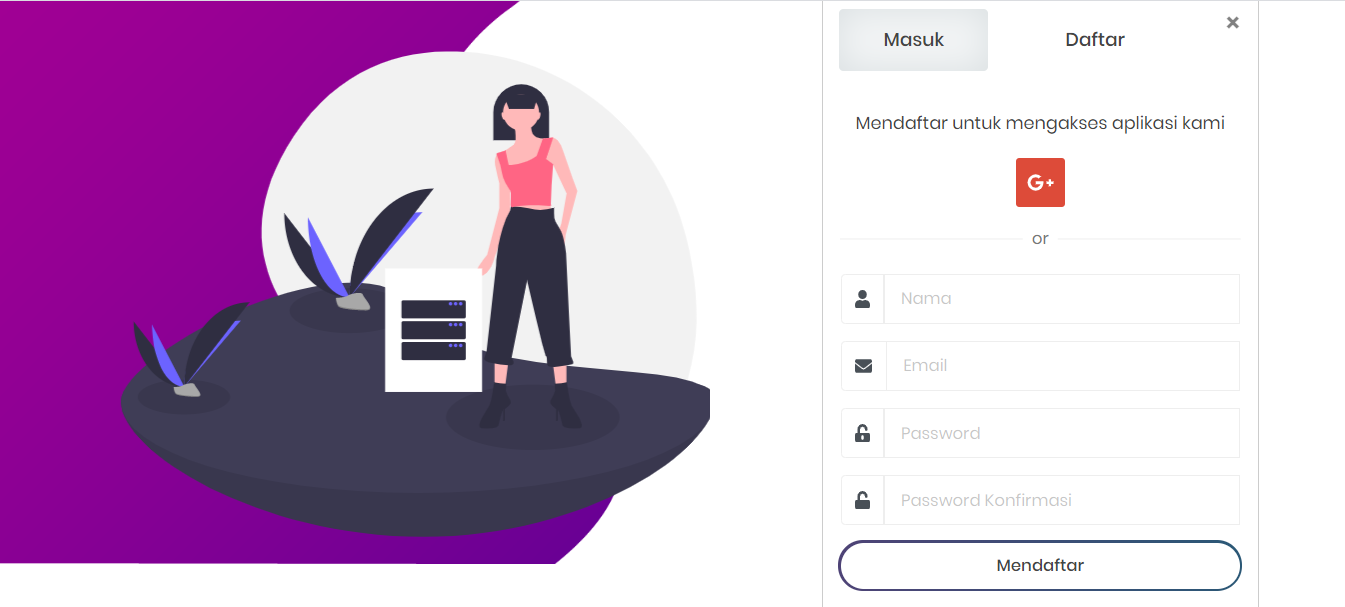 Masuk
Daftar
×
Mendaftar untuk mengakses aplikasi kami
G+
or
Nama
Email
Password
Password Konfirmasi
Mendaftar